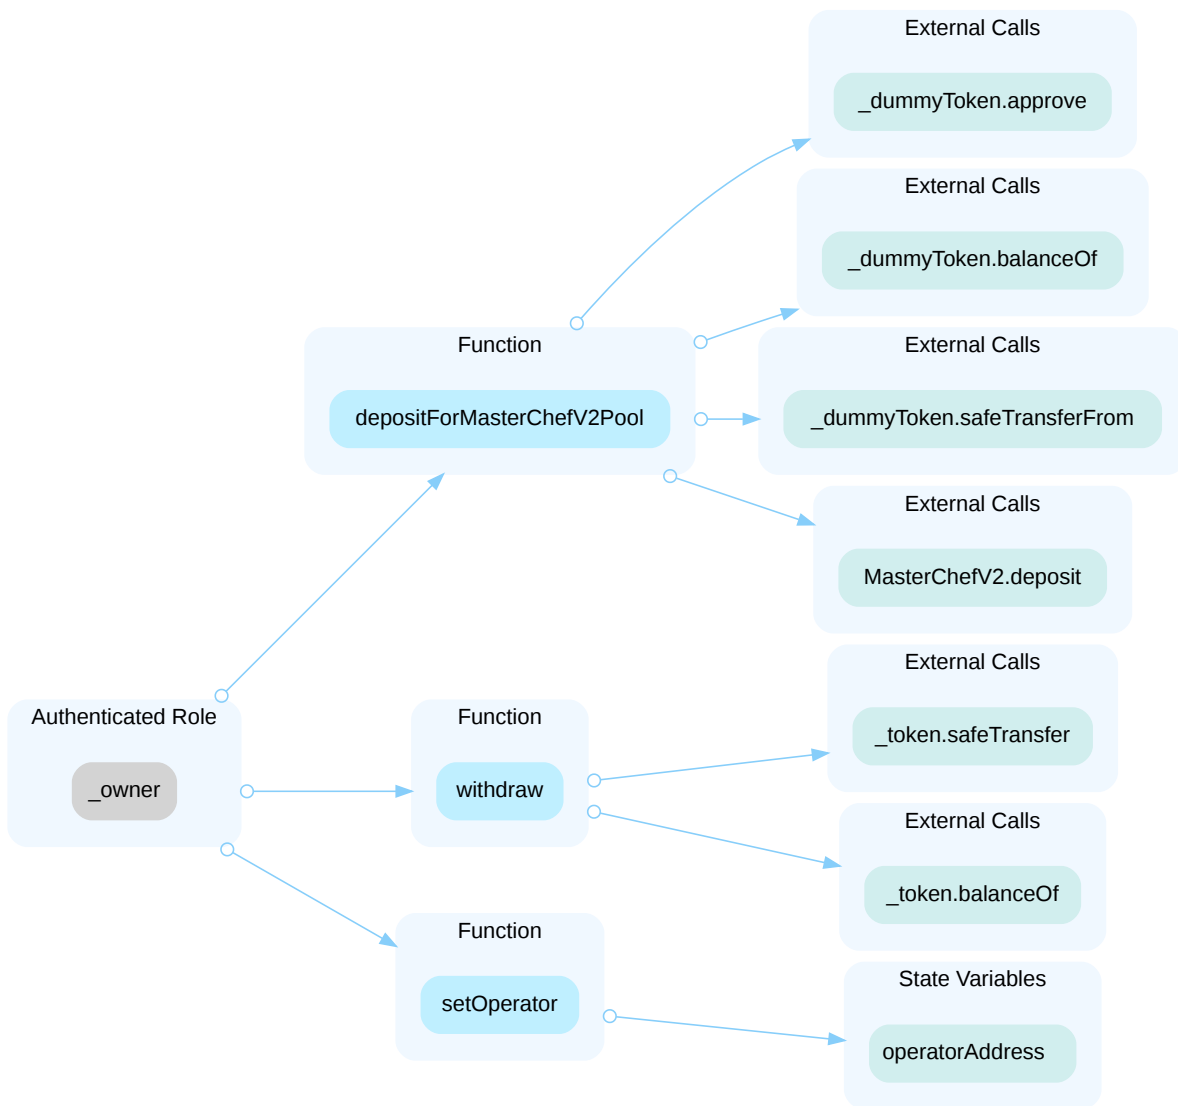 External Calls
_dummyToken.approve
External Calls
_dummyToken.balanceOf
Function
depositForMasterChefV2Pool
External Calls
_dummyToken.safeTransferFrom
External Calls
MasterChefV2.deposit
Authenticated Role
_owner
Function
withdraw
External Calls
_token.safeTransfer
External Calls
_token.balanceOf
Function
setOperator
State Variables
operatorAddress